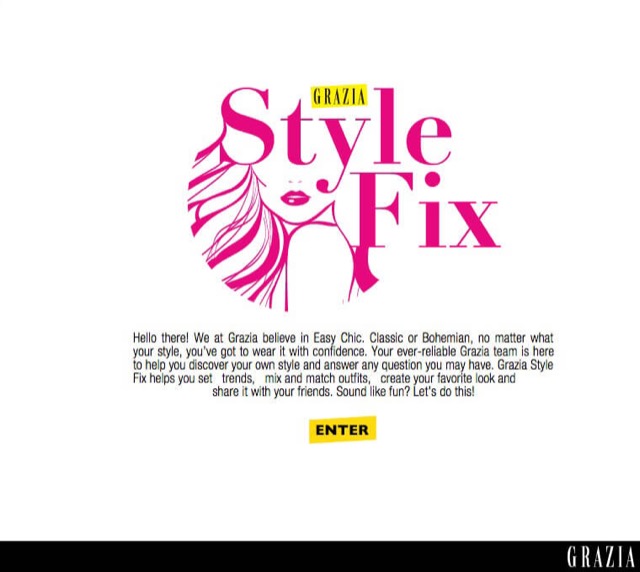 GRAZIA
Style
Fix
Hello there! We at Grazia believe in Easy Chic. Classic or Bohemian, no matter what
your style, you've got to wear it with confidence. Your ever-reliable Grazia team is here
to help you discover your own style and answer any question you may have. Grazia Style
Fix helps you set trends, mix and match outfits, create your favorite look and
share it with your friends. Sound like fun? Let's do this!
ENTER
GRAZIA